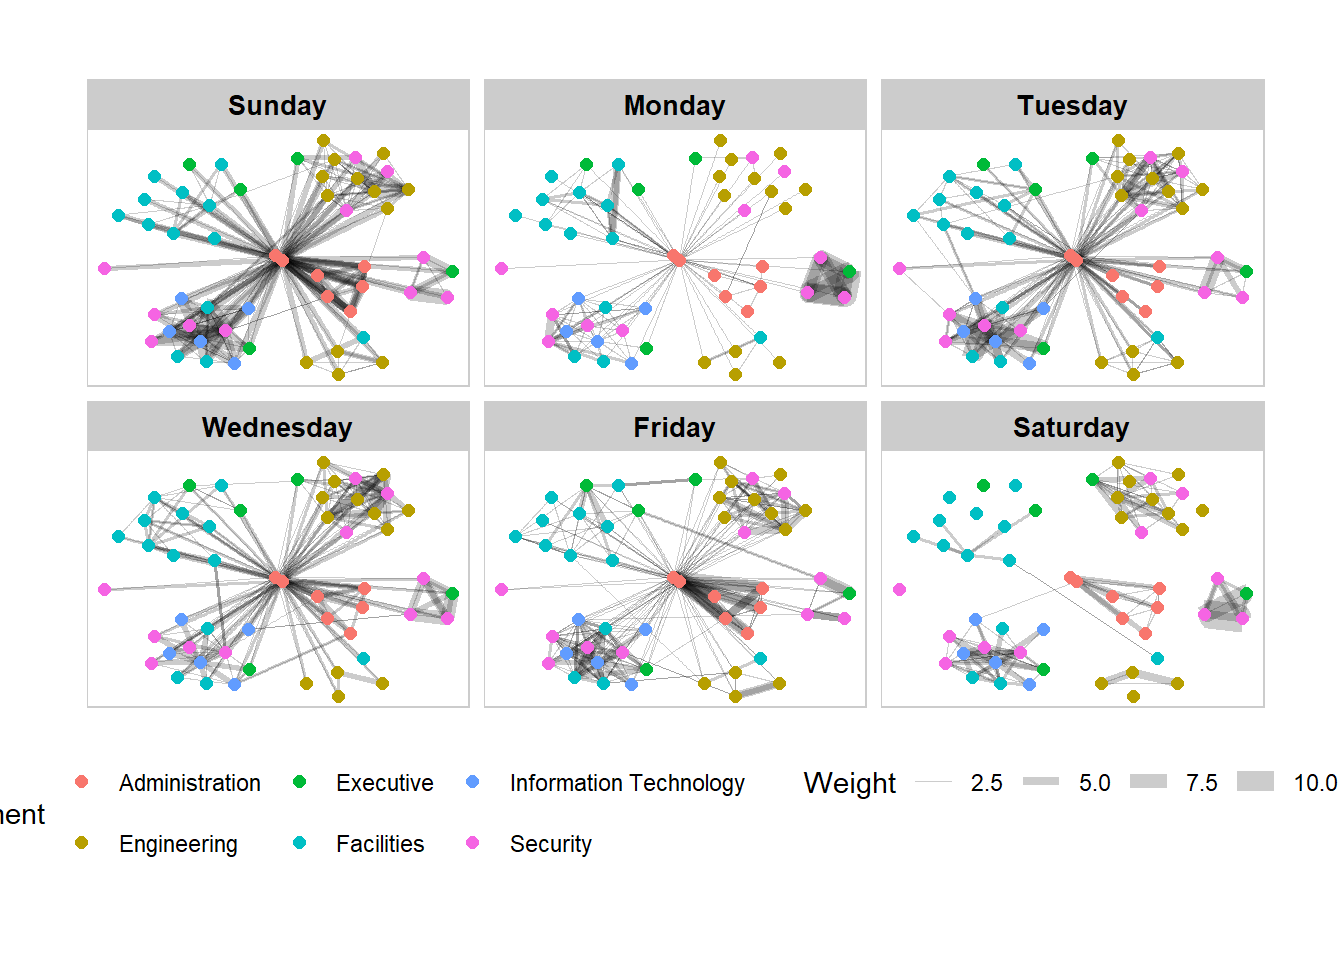 Sunday
Monday
Tuesday
Wednesday
Friday
Saturday
Administration
Executive
Information Technology
Weight
2.5
5.0
7.5
10.0
nent
Engineering
Facilities
Security